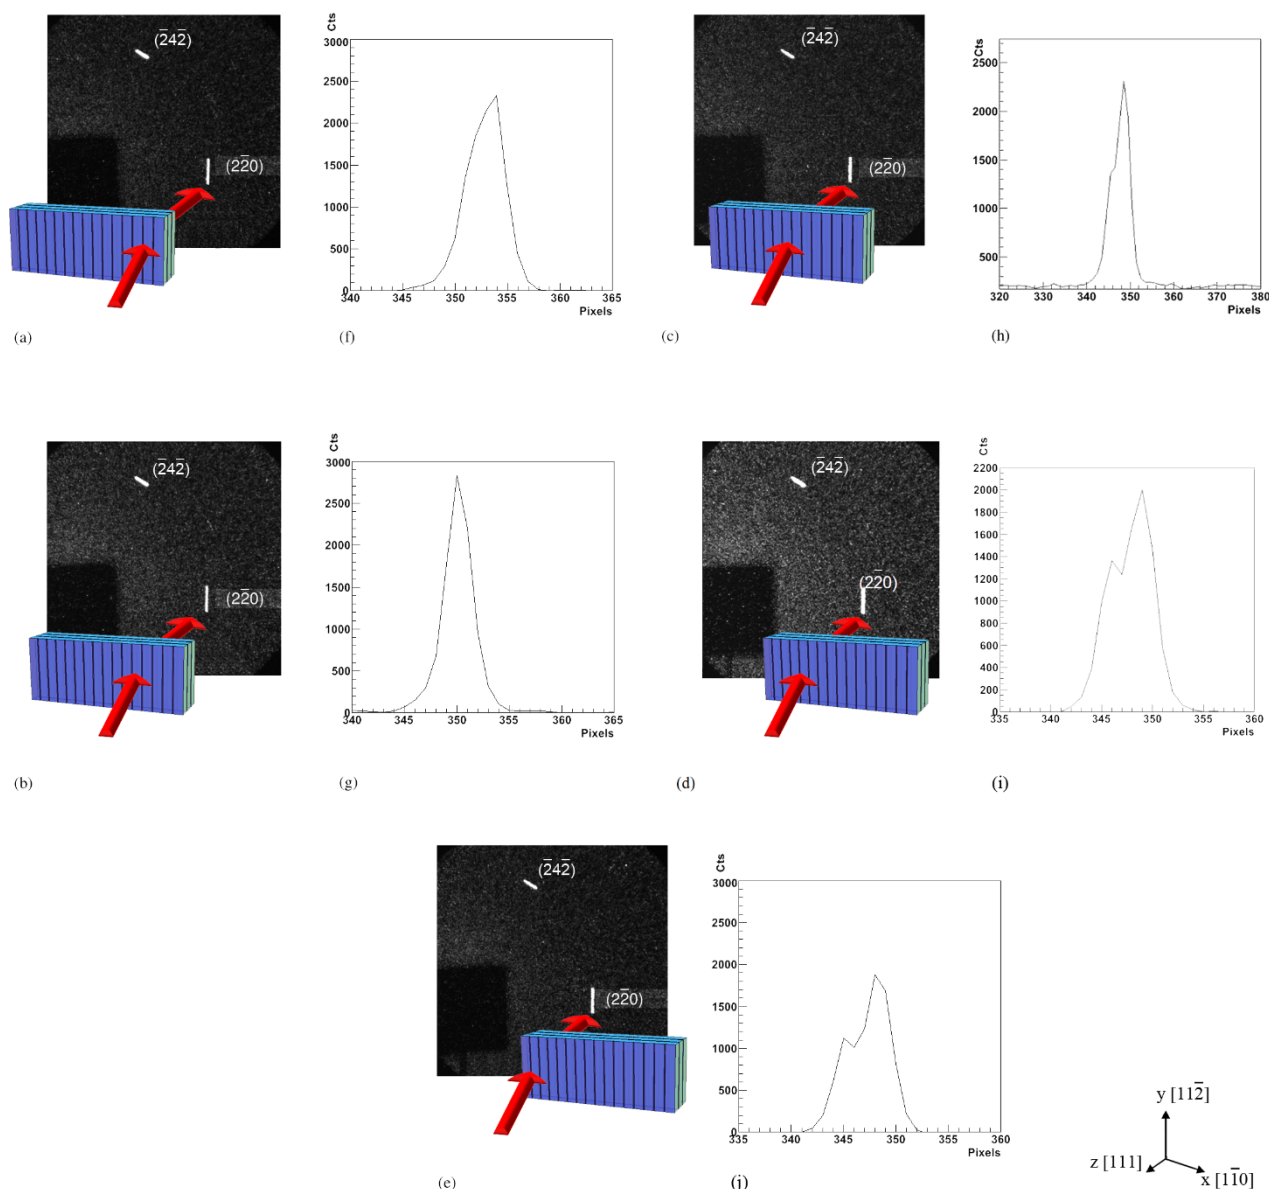 (2̄42̄)
(22̄0)
(a)
Cts
3000
2500
2000
1500
1000
500
0
340 345 350 355 360 365
Pixels
(f)
(2̄42̄)
(22̄0)
(c)
Cts
2500
2000
1500
1000
500
320 330 340 350 360 370 380
Pixels
(h)
(2̄42̄)
(22̄0)
(b)
Cts
3000
2500
2000
1500
1000
500
0
340 345 350 355 360 365
Pixels
(g)
(2̄42̄)
(22̄0)
(d)
Cts
2200
2000
1800
1600
1400
1200
1000
800
600
400
200
0
335 340 345 350 355 360
Pixels
(i)
(2̄42̄)
(22̄0)
(e)
Cts
3000
2500
2000
1500
1000
500
0
335 340 345 350 355 360
Pixels
(j)
y [112̄]
z [111]
x [11̄0]